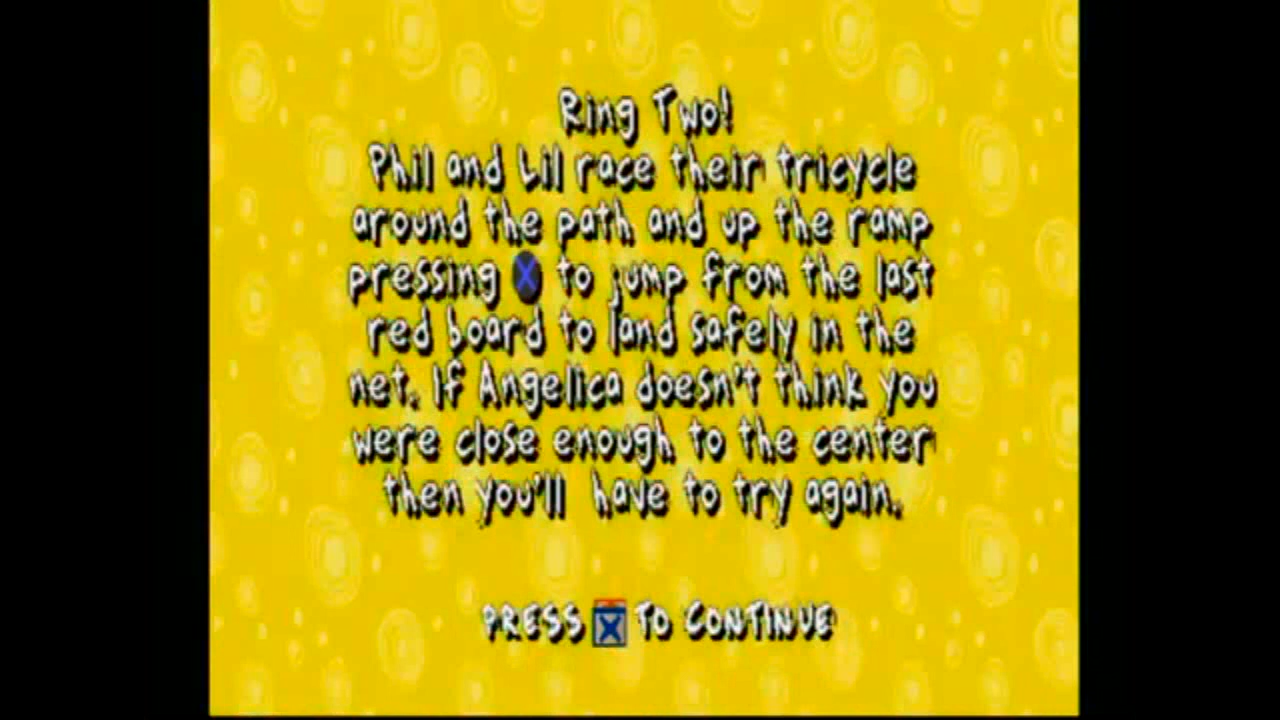 Ring Two!
Phil and Lil race their tricycle
around the path and up the ramp
pressing X to jump from the last
red board to land safely in the
net. If Angelica doesn't think you
were close enough to the center
then you'll have to try again.
PRESS X TO CONTINUE